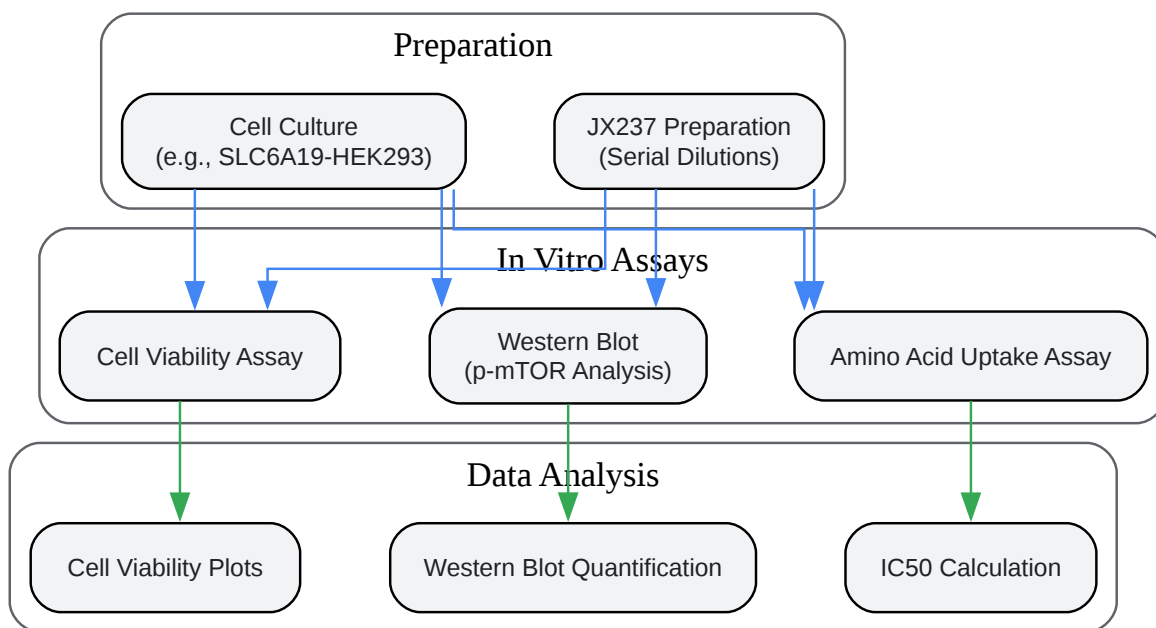 Preparation
Cell Culture
(e.g., SLC6A19-HEK293)
JX237 Preparation
(Serial Dilutions)
In Vitro Assays
Cell Viability Assay
Western Blot
(p-mTOR Analysis)
Amino Acid Uptake Assay
Data Analysis
Cell Viability Plots
Western Blot Quantification
IC50 Calculation